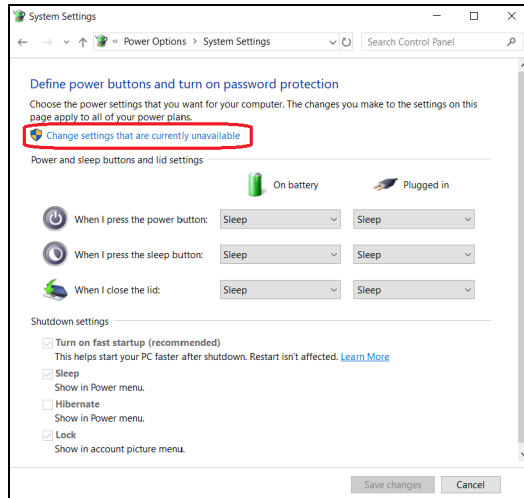 System Settings
« Power Options > System Settings
Search Control Panel
Define power buttons and turn on password protection
Choose the power settings that you want for your computer. The changes you make to the settings on this
page apply to all of your power plans.
Change settings that are currently unavailable
Power and sleep buttons and lid settings
On battery Plugged in
When I press the power button: Sleep Sleep
When I press the sleep button: Sleep Sleep
When I close the lid: Sleep Sleep
Shutdown settings
Turn on fast startup (recommended)
This helps start your PC faster after shutdown. Restart isn't affected. Learn More
Sleep
Show in Power menu.
Hibernate
Show in Power menu.
Lock
Show in account picture menu.
Save changes Cancel